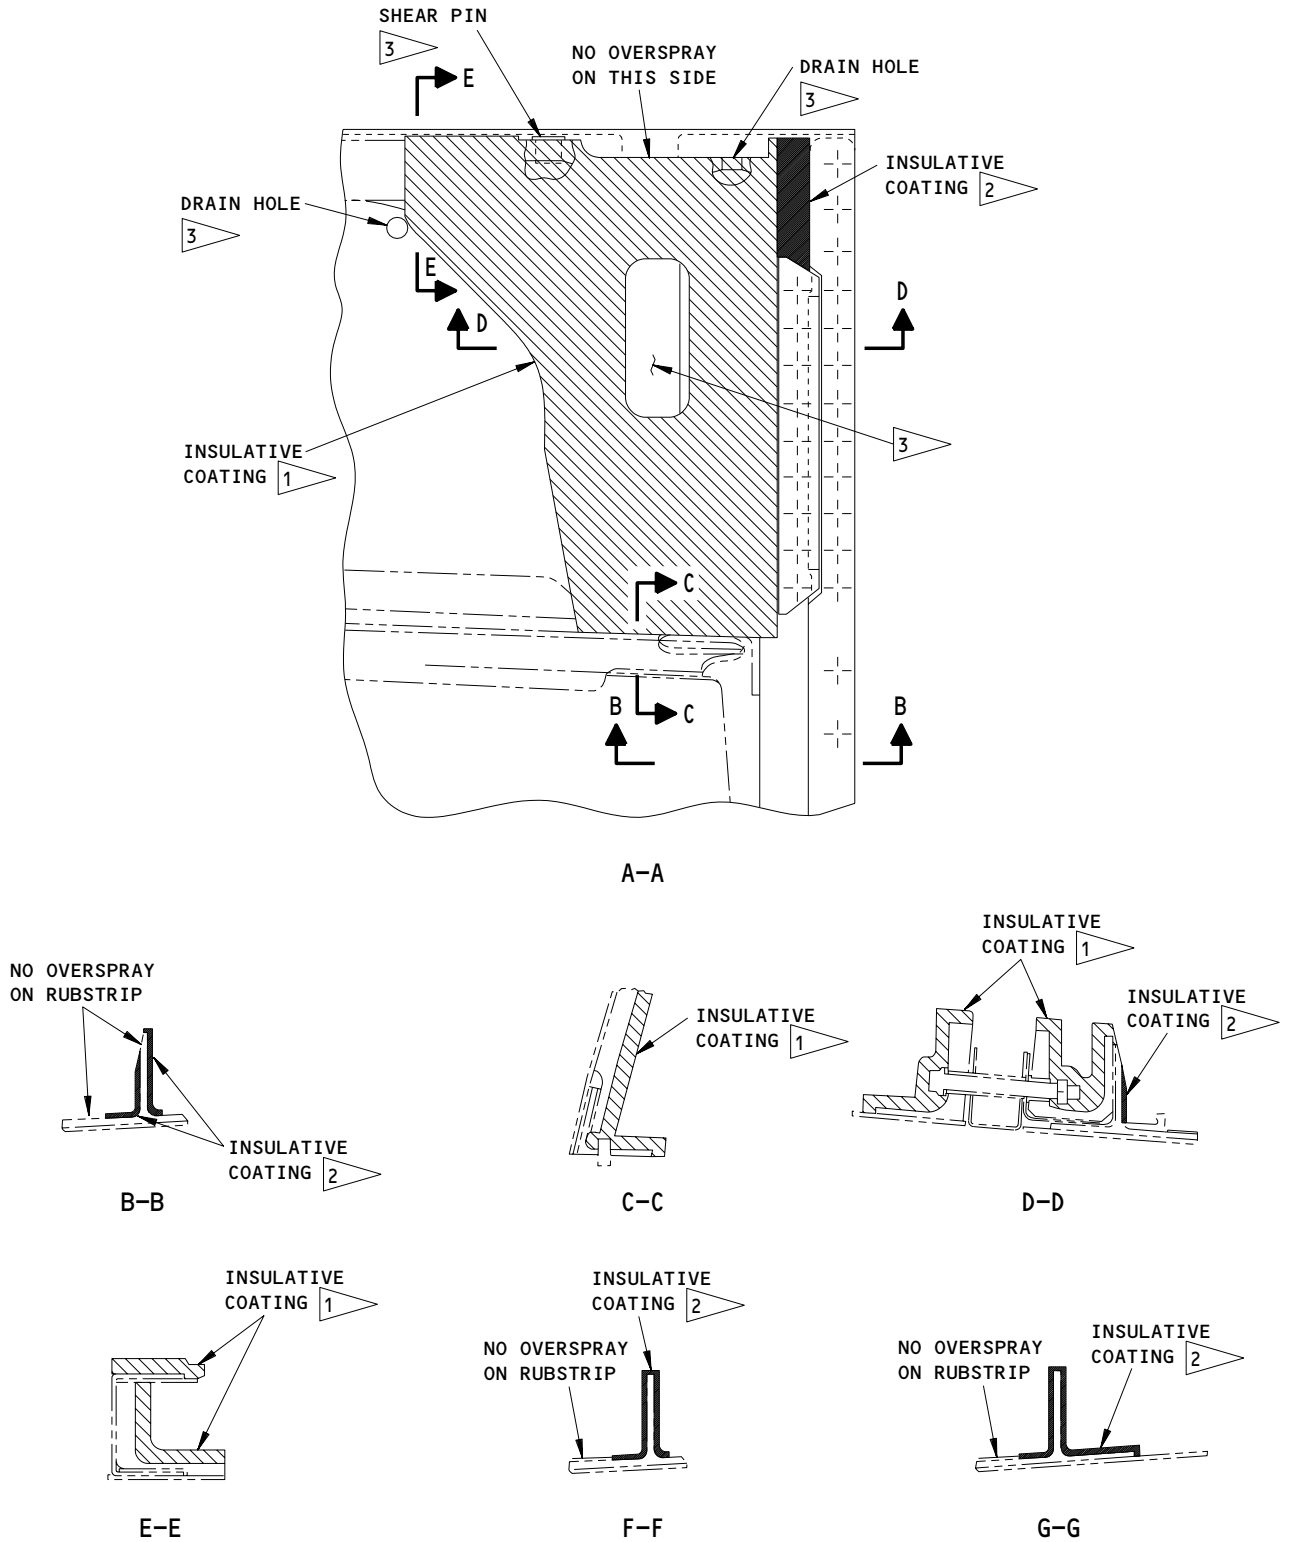 SHEAR PIN
3
E
NO OVERSPRAY
ON THIS SIDE
DRAIN HOLE
3
INSULATIVE
COATING 2
DRAIN HOLE
3
E
D
D
3
INSULATIVE
COATING 1
C
C
B
B
A-A
NO OVERSPRAY
ON RUBSTRIP
INSULATIVE
COATING 2
B-B
INSULATIVE
COATING 1
C-C
INSULATIVE
COATING 1
INSULATIVE
COATING 2
D-D
INSULATIVE
COATING 1
E-E
INSULATIVE
COATING 2
NO OVERSPRAY
ON RUBSTRIP
F-F
NO OVERSPRAY
ON RUBSTRIP
INSULATIVE
COATING 2
G-G